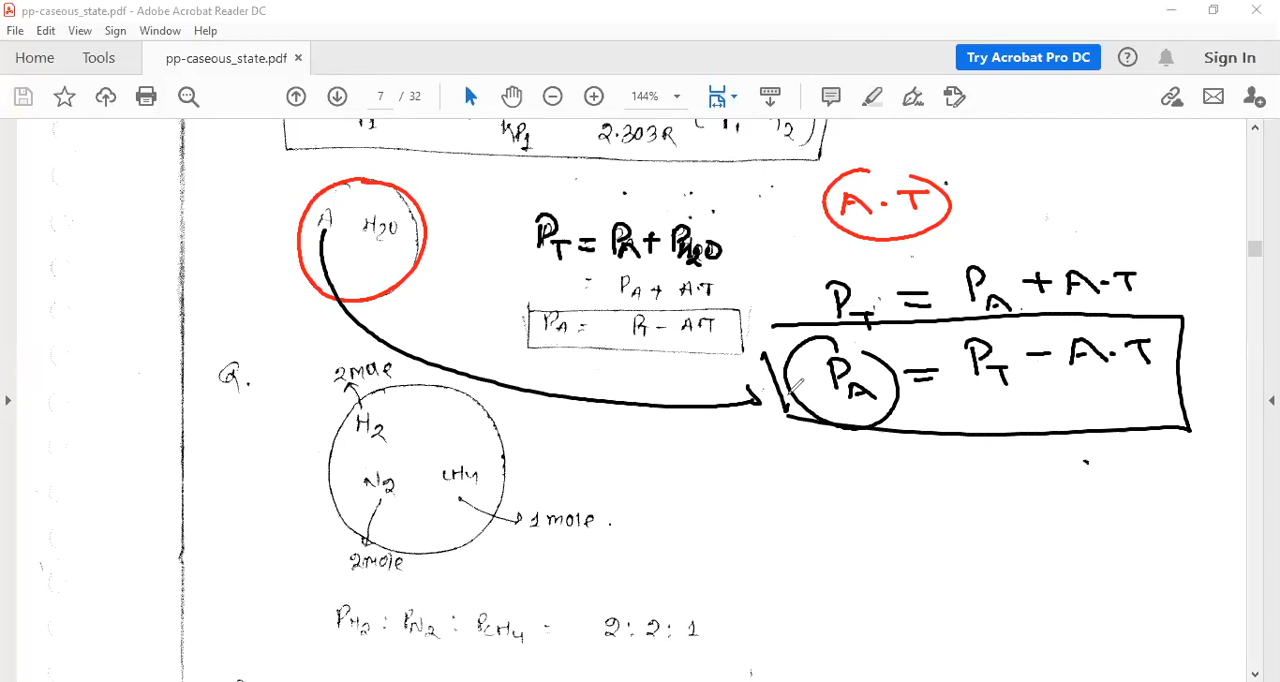 pp-caseous_state.pdf - Adobe Acrobat Reader DC
File Edit View Sign Window Help
Home Tools pp-caseous_state.pdf × Try Acrobat Pro DC Sign In
7 / 32 144%
KP1 2.303R
A H2O
A.T
PT = PA + PH2O
= PA + A.T
PA = PT - A.T
PT = PA + A.T
PA = PT - A.T
Q.
2 mole
H2
N2 CH4
1 mole.
2 mole
PH2 : PN2 : PCH4 = 2 : 2 : 1